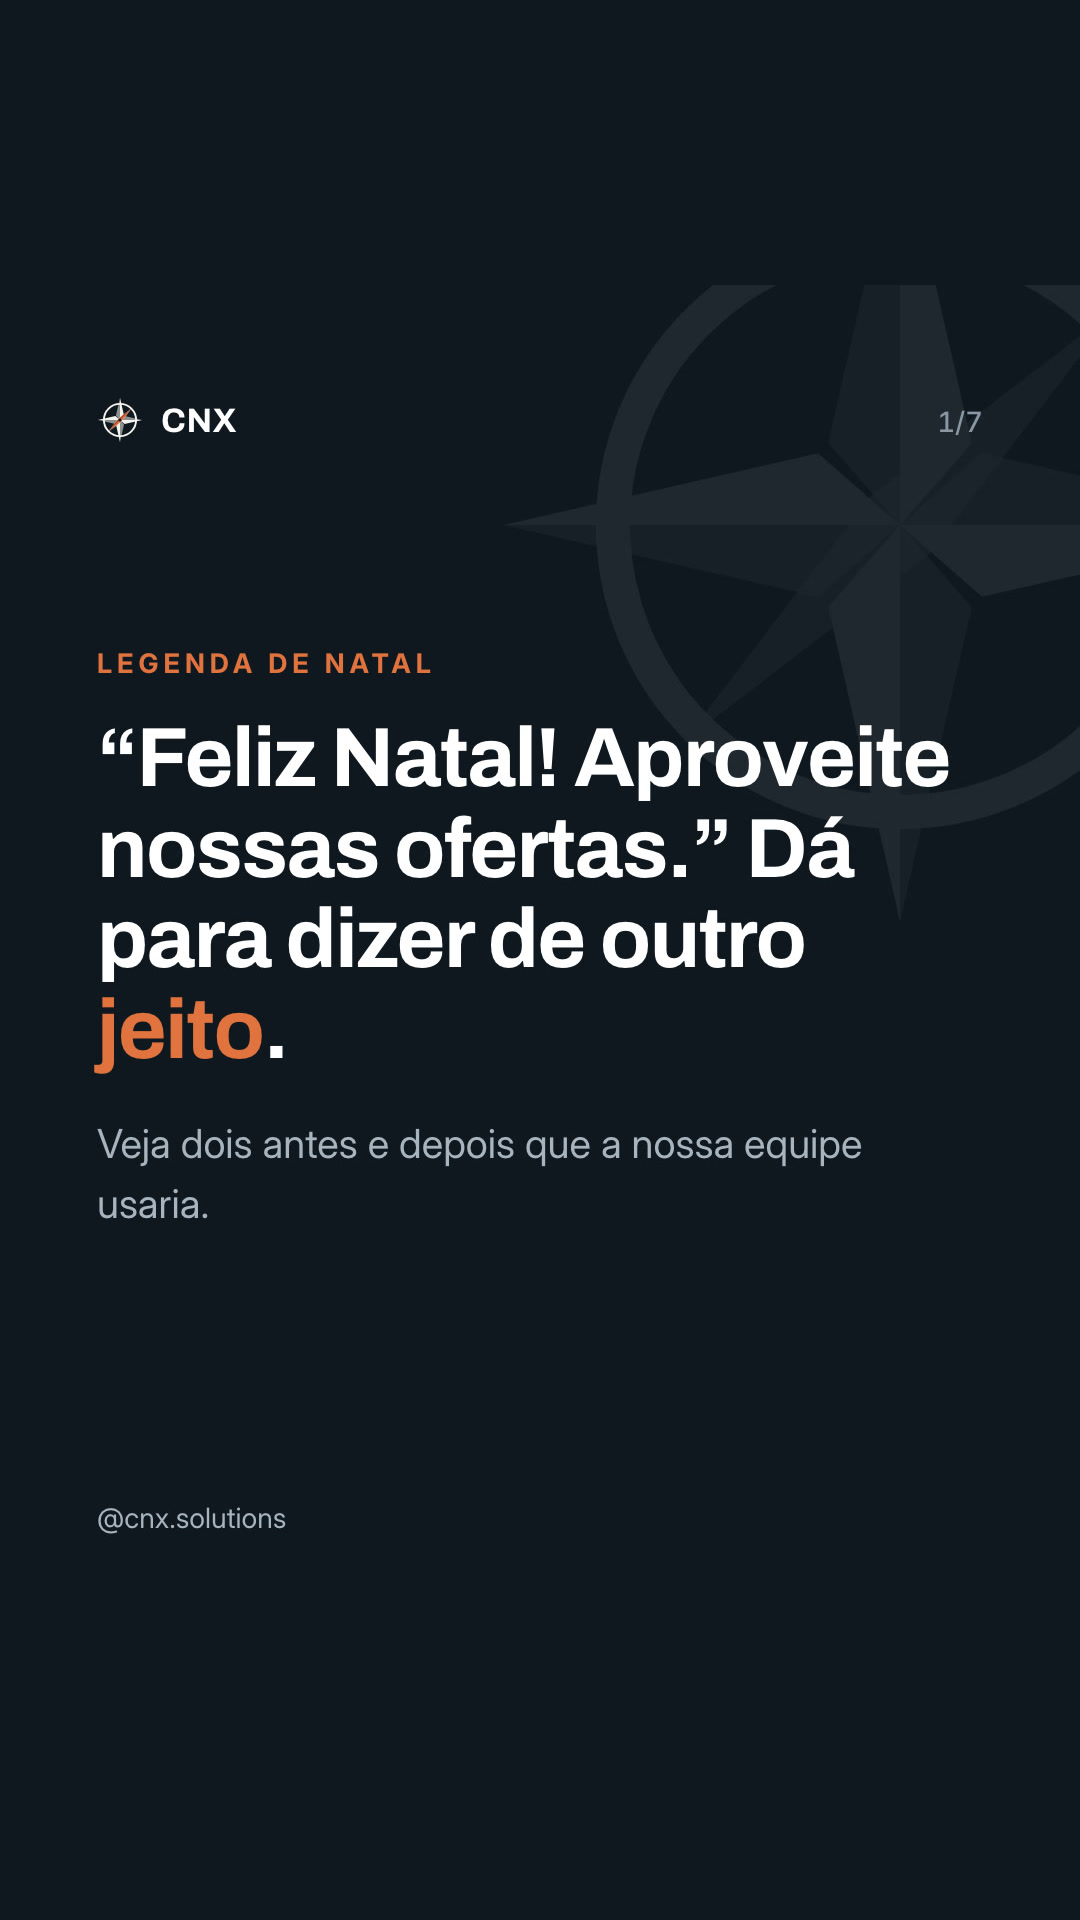 CNX
1/7
LEGENDA DE NATAL
“Feliz Natal! Aproveite
nossas ofertas.” Dá
para dizer de outro
jeito.
Veja dois antes e depois que a nossa equipe
usaria.
@cnx.solutions